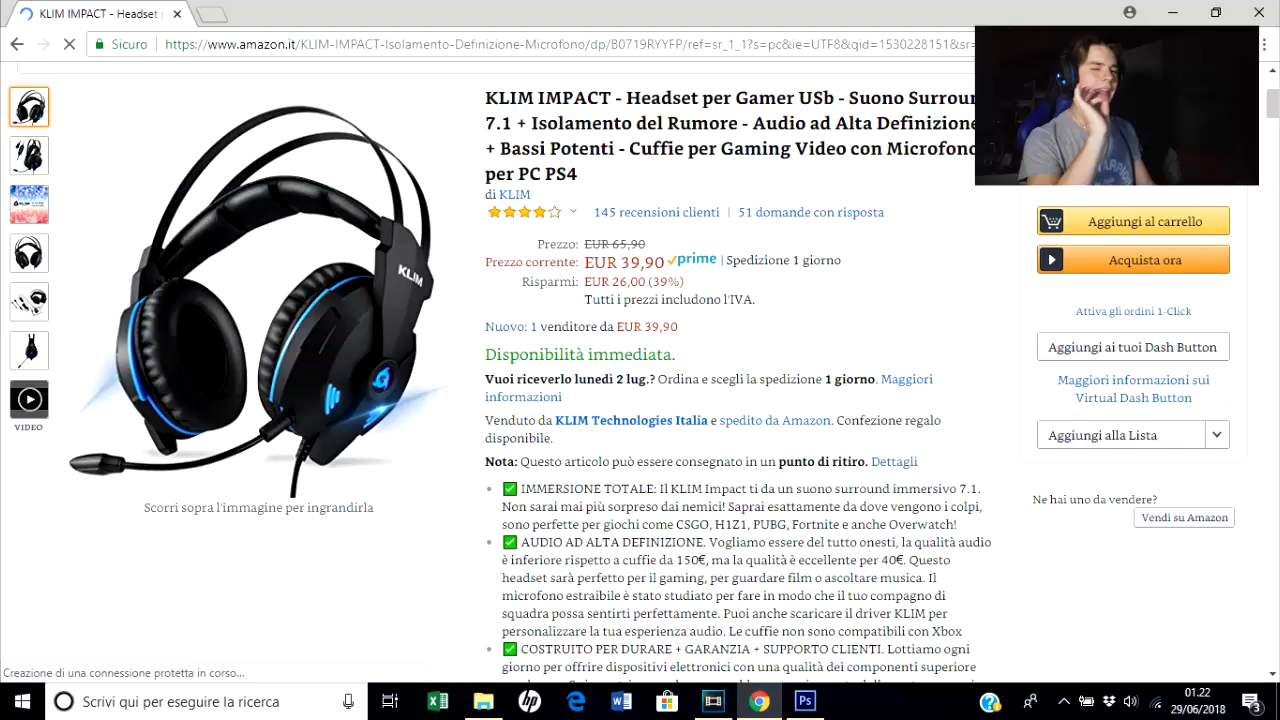 KLIM IMPACT - Headset p
Sicuro
https://www.amazon.it/KLIM-IMPACT-Isolamento-Definizione-Microfono/dp/B0719RYYFP/ref=sr_1_1?s=pc&ie=UTF8&qid=1530228151&sr=
KLIM IMPACT - Headset per Gamer USb - Suono Surroun
7.1 + Isolamento del Rumore - Audio ad Alta Definizione
+ Bassi Potenti - Cuffie per Gaming Video con Microfono
per PC PS4
di KLIM
145 recensioni clienti | 51 domande con risposta
Prezzo: EUR 65,90
Prezzo corrente: EUR 39,90 prime | Spedizione 1 giorno
Risparmi: EUR 26,00 (39%)
Tutti i prezzi includono l'IVA.
Nuovo: 1 venditore da EUR 39,90
Disponibilità immediata.
Vuoi riceverlo lunedì 2 lug.? Ordina e scegli la spedizione 1 giorno. Maggiori
informazioni
Venduto da KLIM Technologies Italia e spedito da Amazon. Confezione regalo
disponibile.
Nota: Questo articolo può essere consegnato in un punto di ritiro. Dettagli
• ✅ IMMERSIONE TOTALE: Il KLIM Impact ti da un suono surround immersivo 7.1.
Non sarai mai più sorpreso dai nemici! Saprai esattamente da dove vengono i colpi,
sono perfette per giochi come CSGO, H1Z1, PUBG, Fortnite e anche Overwatch!
• ✅ AUDIO AD ALTA DEFINIZIONE. Vogliamo essere del tutto onesti, la qualità audio
è inferiore rispetto a cuffie da 150€, ma la qualità è eccellente per 40€. Questo
headset sarà perfetto per il gaming, per guardare film o ascoltare musica. Il
microfono estraibile è stato studiato per fare in modo che il tuo compagno di
squadra possa sentirti perfettamente. Puoi anche scaricare il driver KLIM per
personalizzare la tua esperienza audio. Le cuffie non sono compatibili con Xbox
• ✅ COSTRUITO PER DURARE + GARANZIA + SUPPORTO CLIENTI. Lottiamo ogni
giorno per offrire dispositivi elettronici con una qualità dei componenti superiore
KLIM
VIDEO
Scorri sopra l'immagine per ingrandirla
Aggiungi al carrello
Acquista ora
Attiva gli ordini 1-Click
Aggiungi ai tuoi Dash Button
Maggiori informazioni sui
Virtual Dash Button
Aggiungi alla Lista
Ne hai uno da vendere?
Vendi su Amazon
Creazione di una connessione protetta in corso...
Scrivi qui per eseguire la ricerca
01.22
29/06/2018
3